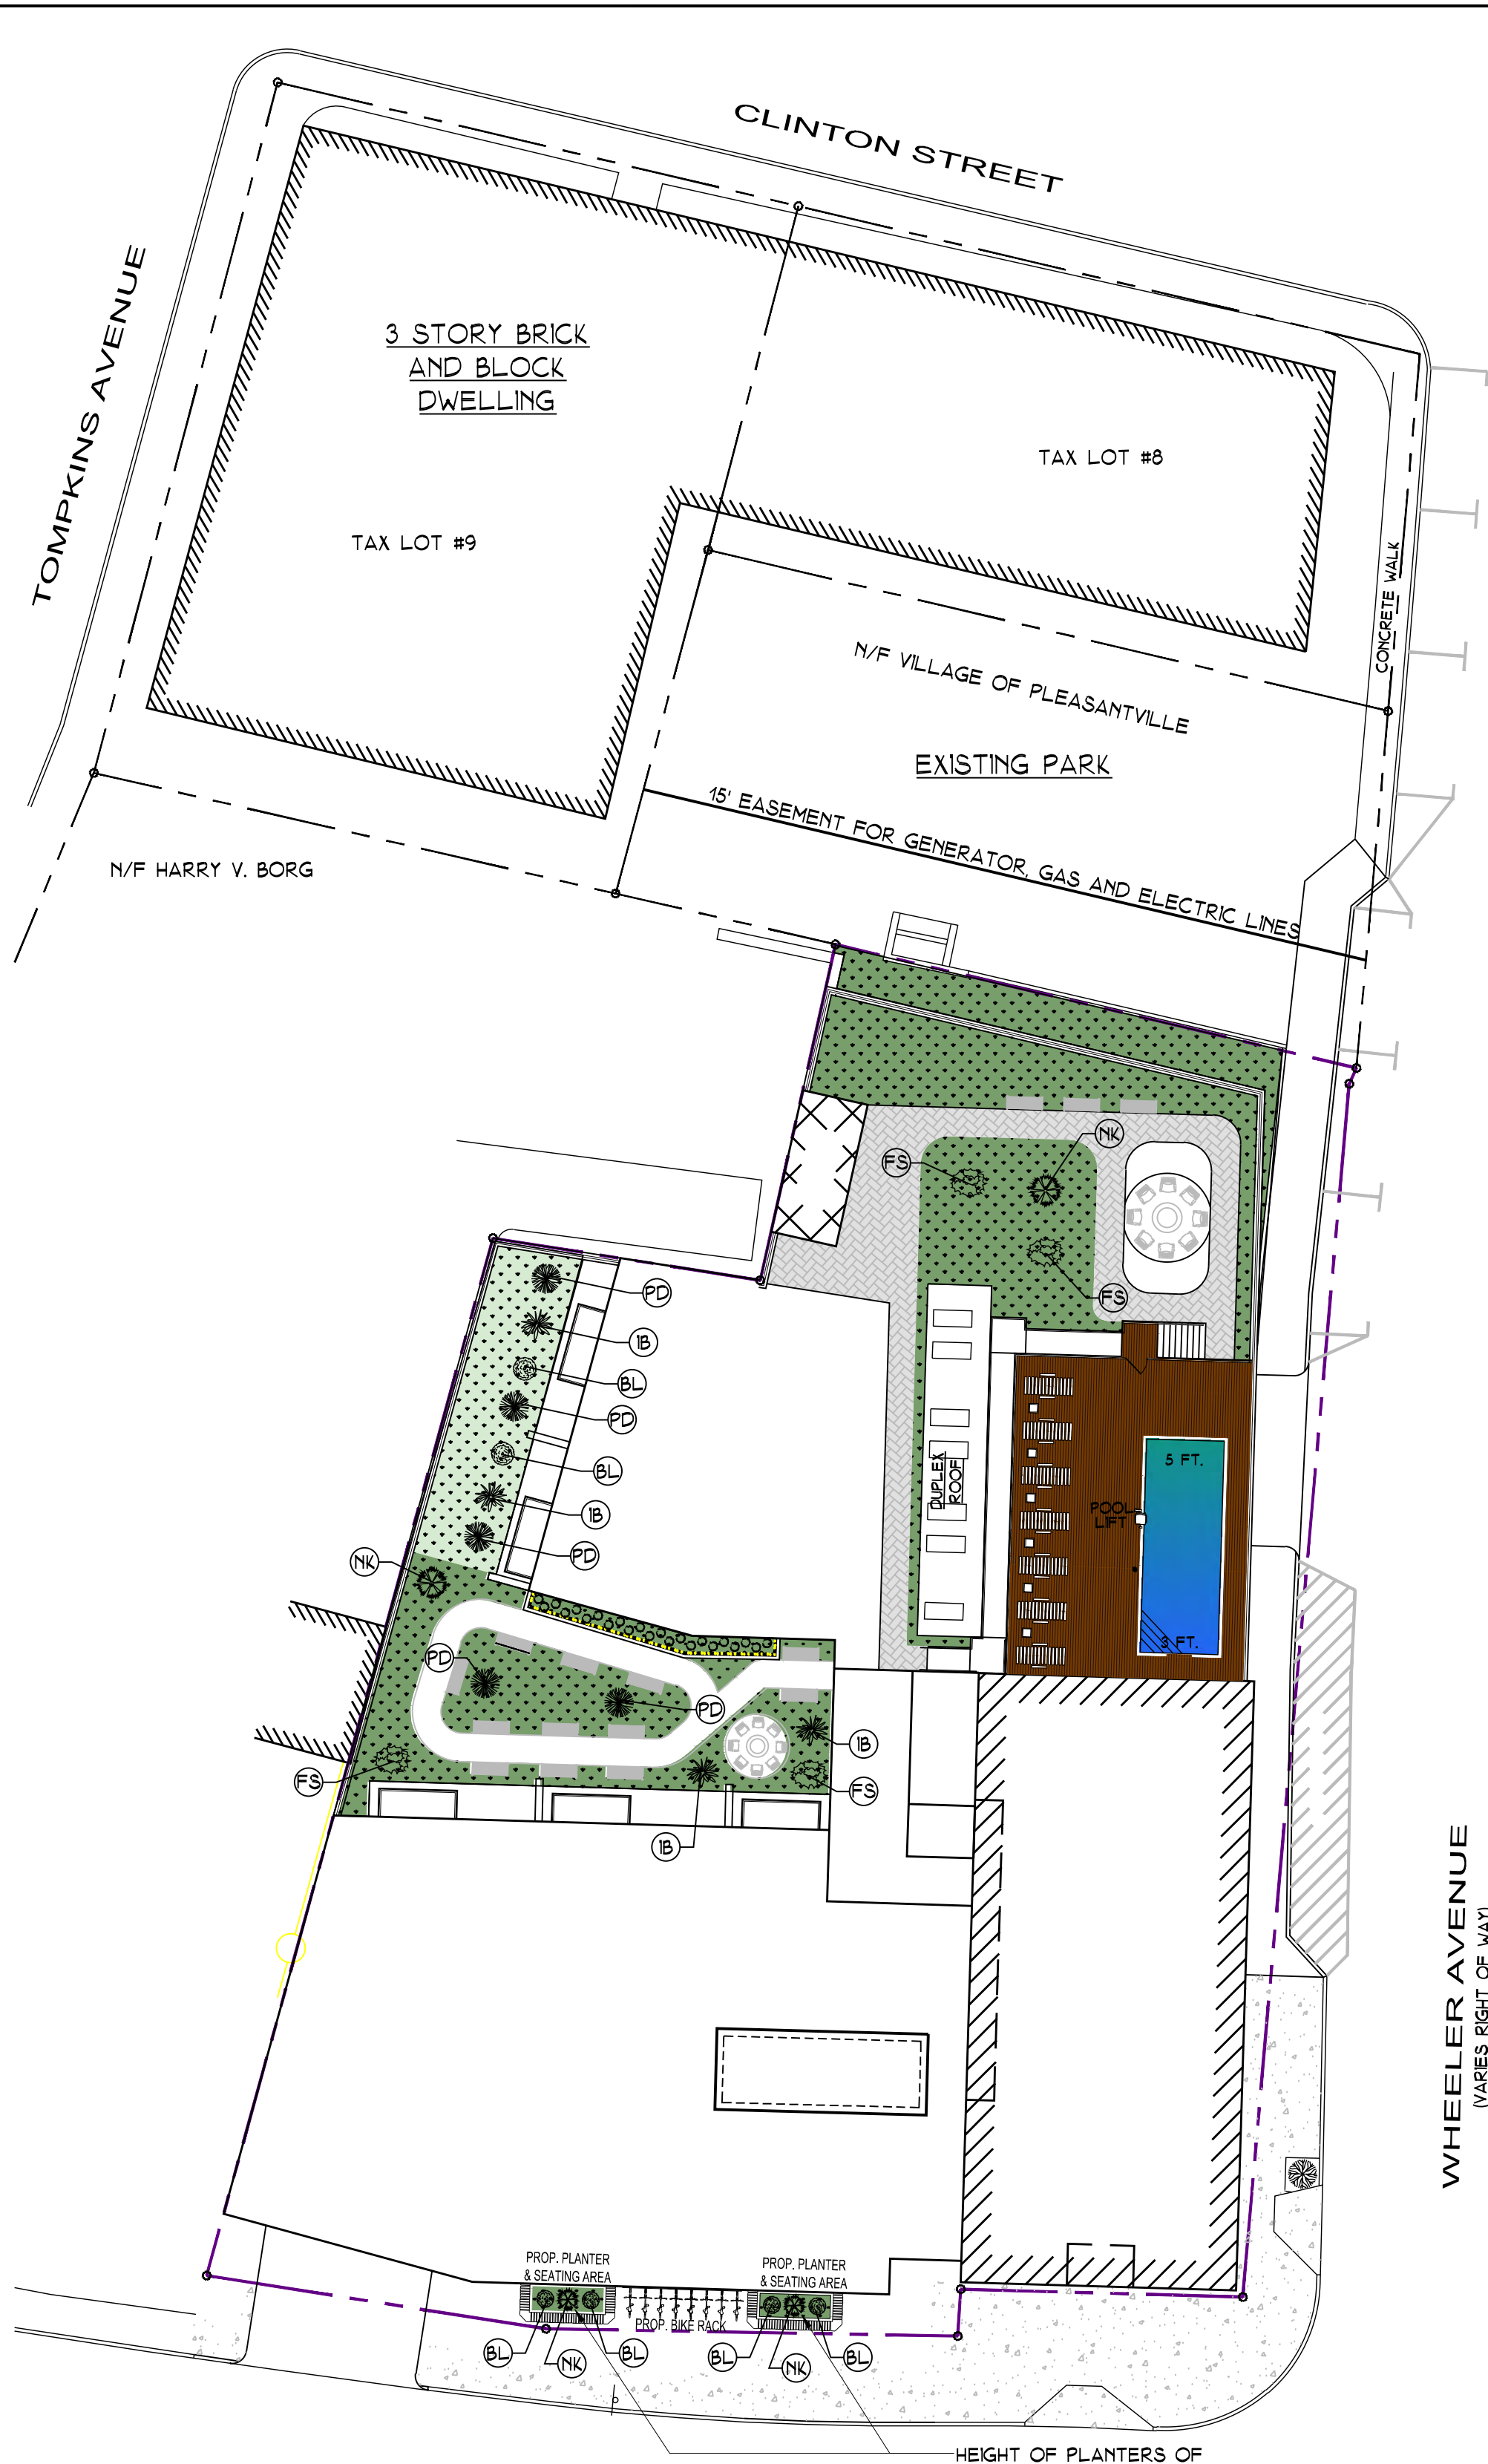 CLINTON STREET
TOMPKINS AVENUE
3 STORY BRICK
AND BLOCK
DWELLING
TAX LOT #8
TAX LOT #9
CONCRETE WALK
N/F VILLAGE OF PLEASANTVILLE
EXISTING PARK
15' EASEMENT FOR GENERATOR, GAS AND ELECTRIC LINES
N/F HARRY V. BORG
NK
FS
FS
PD
IB
BL
PD
BL
IB
PD
NK
DUPLEX
ROOF
5 FT.
POOL
LIFT
3 FT.
PD
PD
IB
FS
FS
IB
WHEELER AVENUE
(VARIES RIGHT OF WAY)
PROP. PLANTER
& SEATING AREA
PROP. PLANTER
& SEATING AREA
PROP. BIKE RACK
BL
NK
BL
BL
NK
BL
HEIGHT OF PLANTERS OF